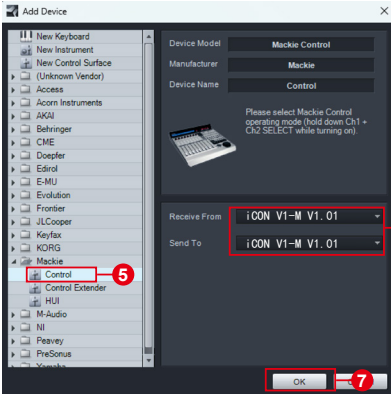 Add Device
New Keyboard
New Instrument
New Control Surface
(Unknown Vendor)
Access
Acorn Instruments
AKAI
Behringer
CME
Doepfer
Edirol
E-MU
Evolution
Frontier
JLCooper
Keyfax
KORG
Mackie
Control
5
Control Extender
HUI
M-Audio
NI
Peavey
PreSonus
Device Model
Mackie Control
Manufacturer
Mackie
Device Name
Control
Please select Mackie Control
operating mode (hold down Ch1 +
Ch2 SELECT while turning on).
Receive From
iCON V1-M V1.01
Send To
iCON V1-M V1.01
OK
7